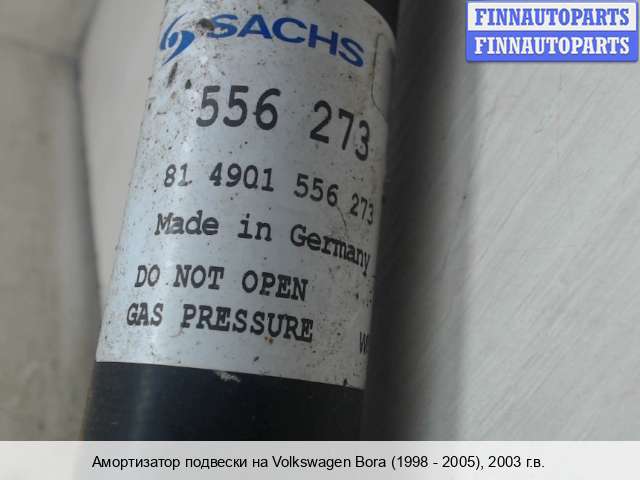 FINNAUTOPARTS
FINNAUTOPARTS
SACHS
556 273
81 4901 556 273
Made in Germany
DO NOT OPEN
GAS PRESSURE
Амортизатор подвески на Volkswagen Bora (1998 - 2005), 2003 г.в.